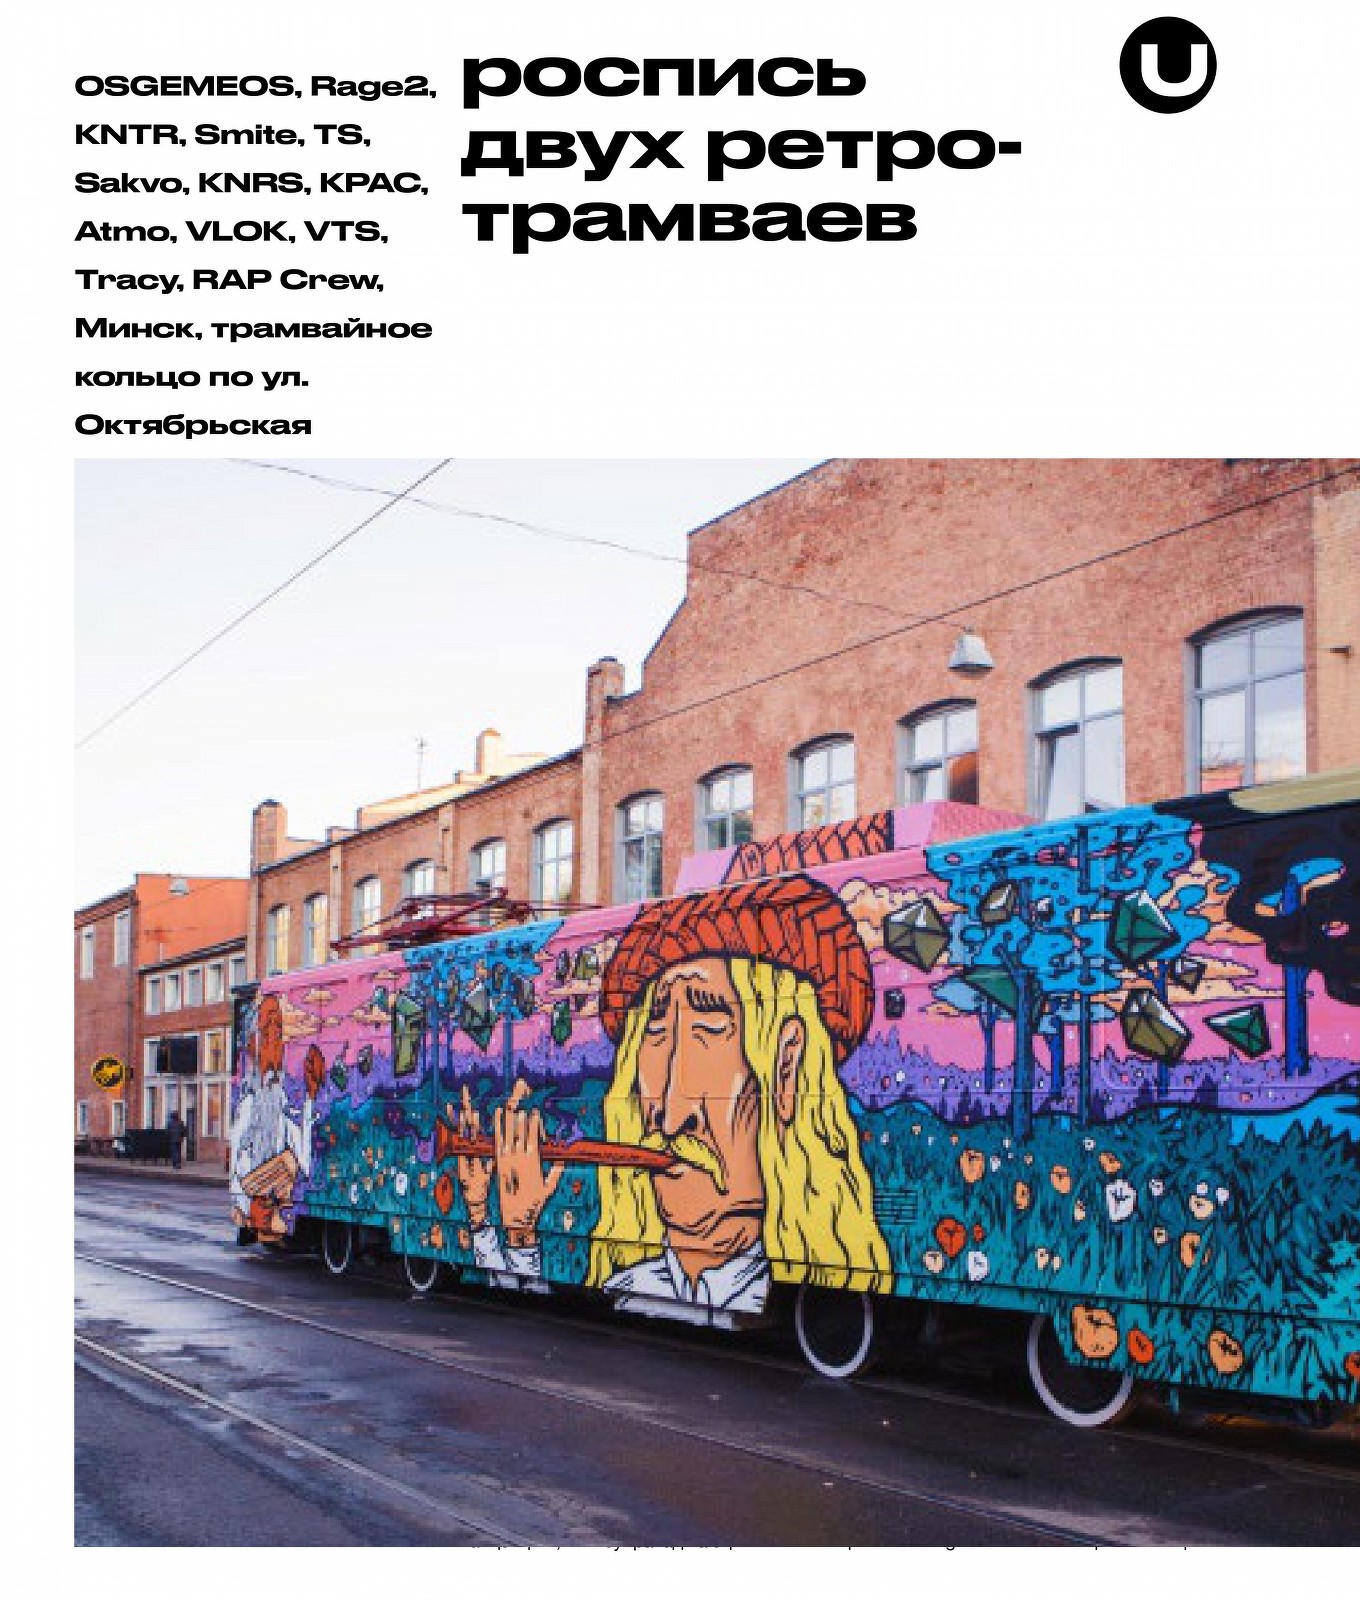 OSGEMEOS, Rage2,
KNTR, Smite, TS,
Sakvo, KNRS, KPAC,
Atmo, VLOK, VTS,
Tracy, RAP Crew,
Минск, трамвайное
кольцо по ул.
Октябрьская
роспись
двух ретро-
трамваев
U